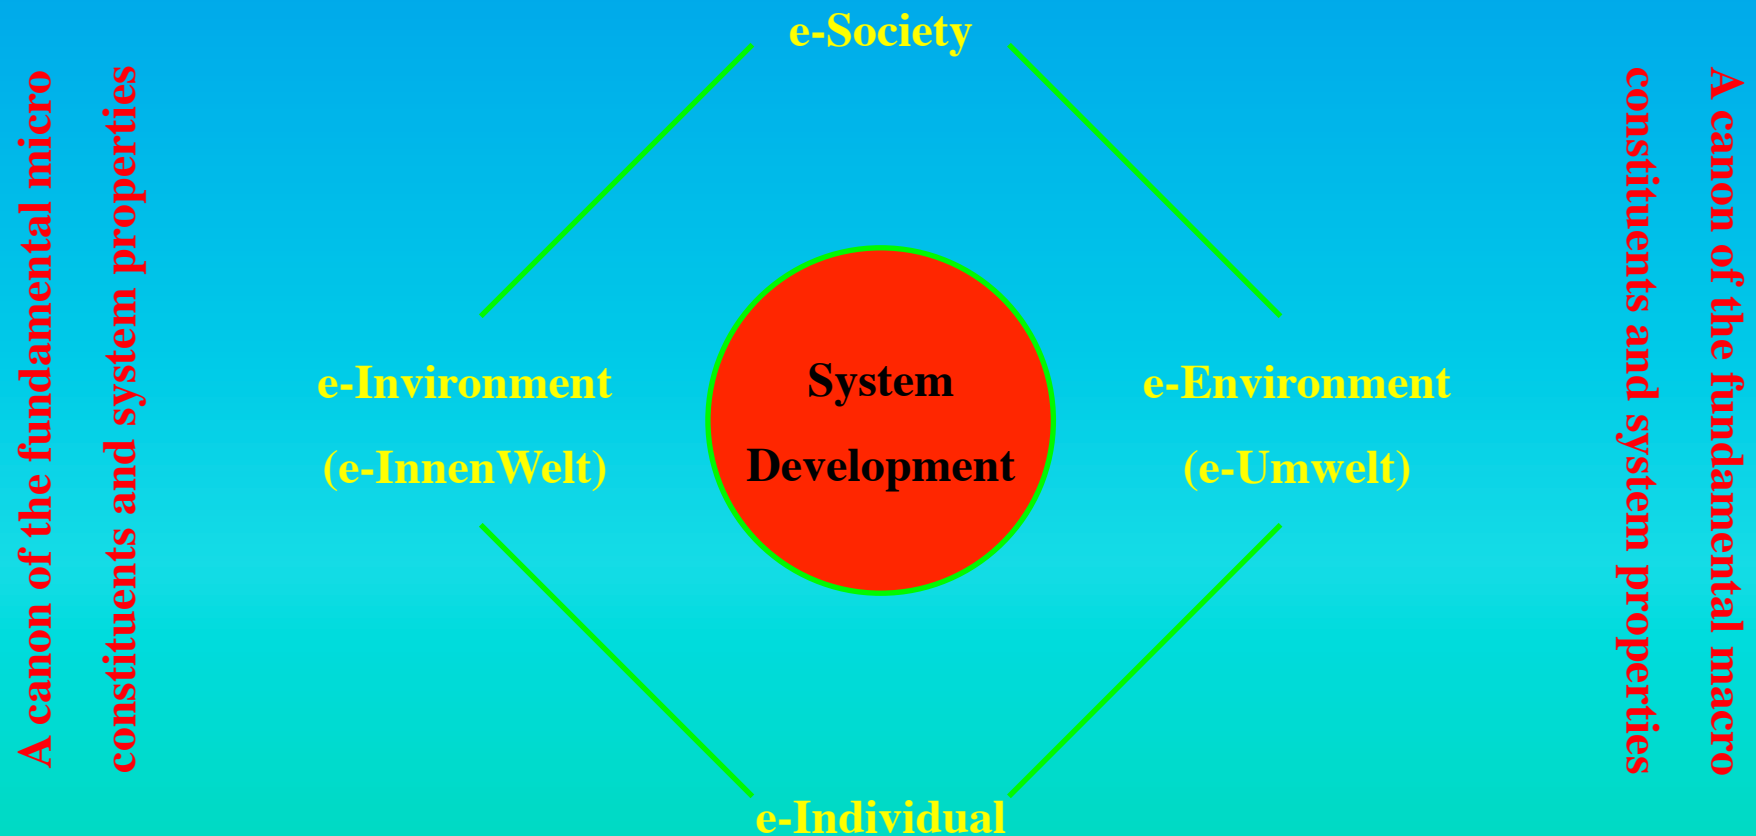 e-Society
A canon of the fundamental micro
constituents and system properties
e-Invironment
(e-InnenWelt)
System
Development
e-Environment
(e-Umwelt)
A canon of the fundamental macro
constituents and system properties
e-Individual